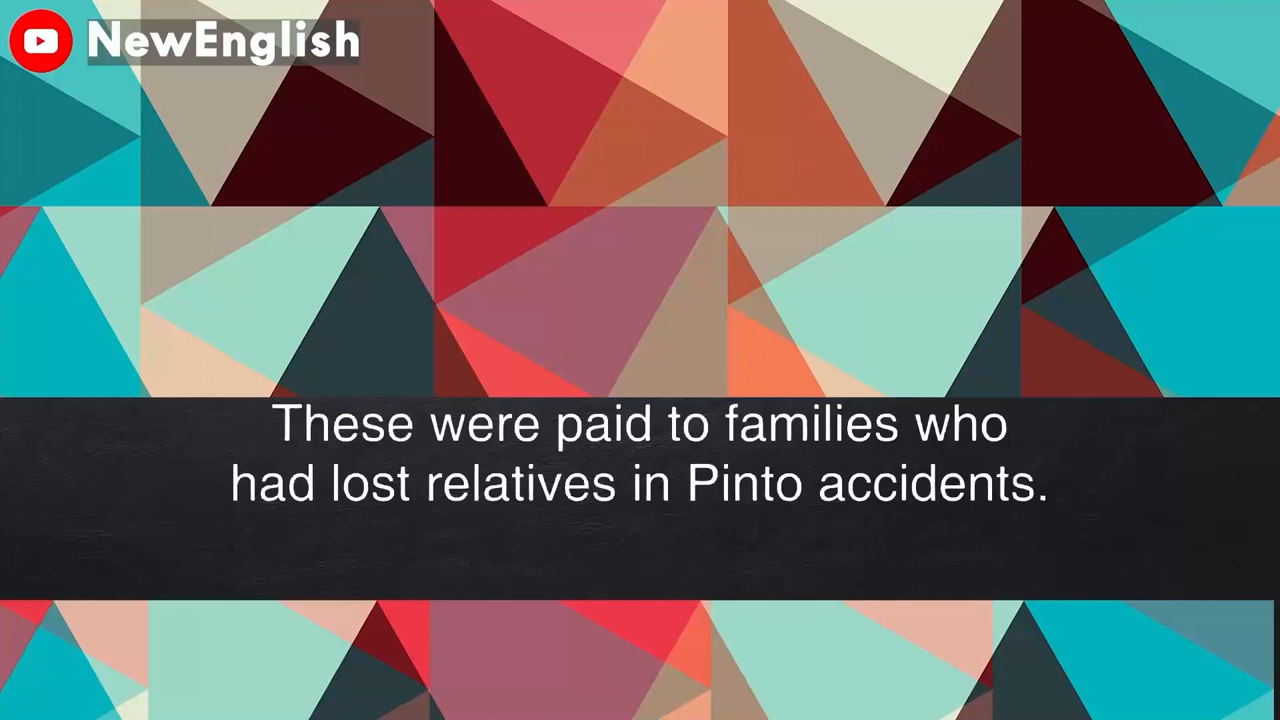 NewEnglish
These were paid to families who
had lost relatives in Pinto accidents.